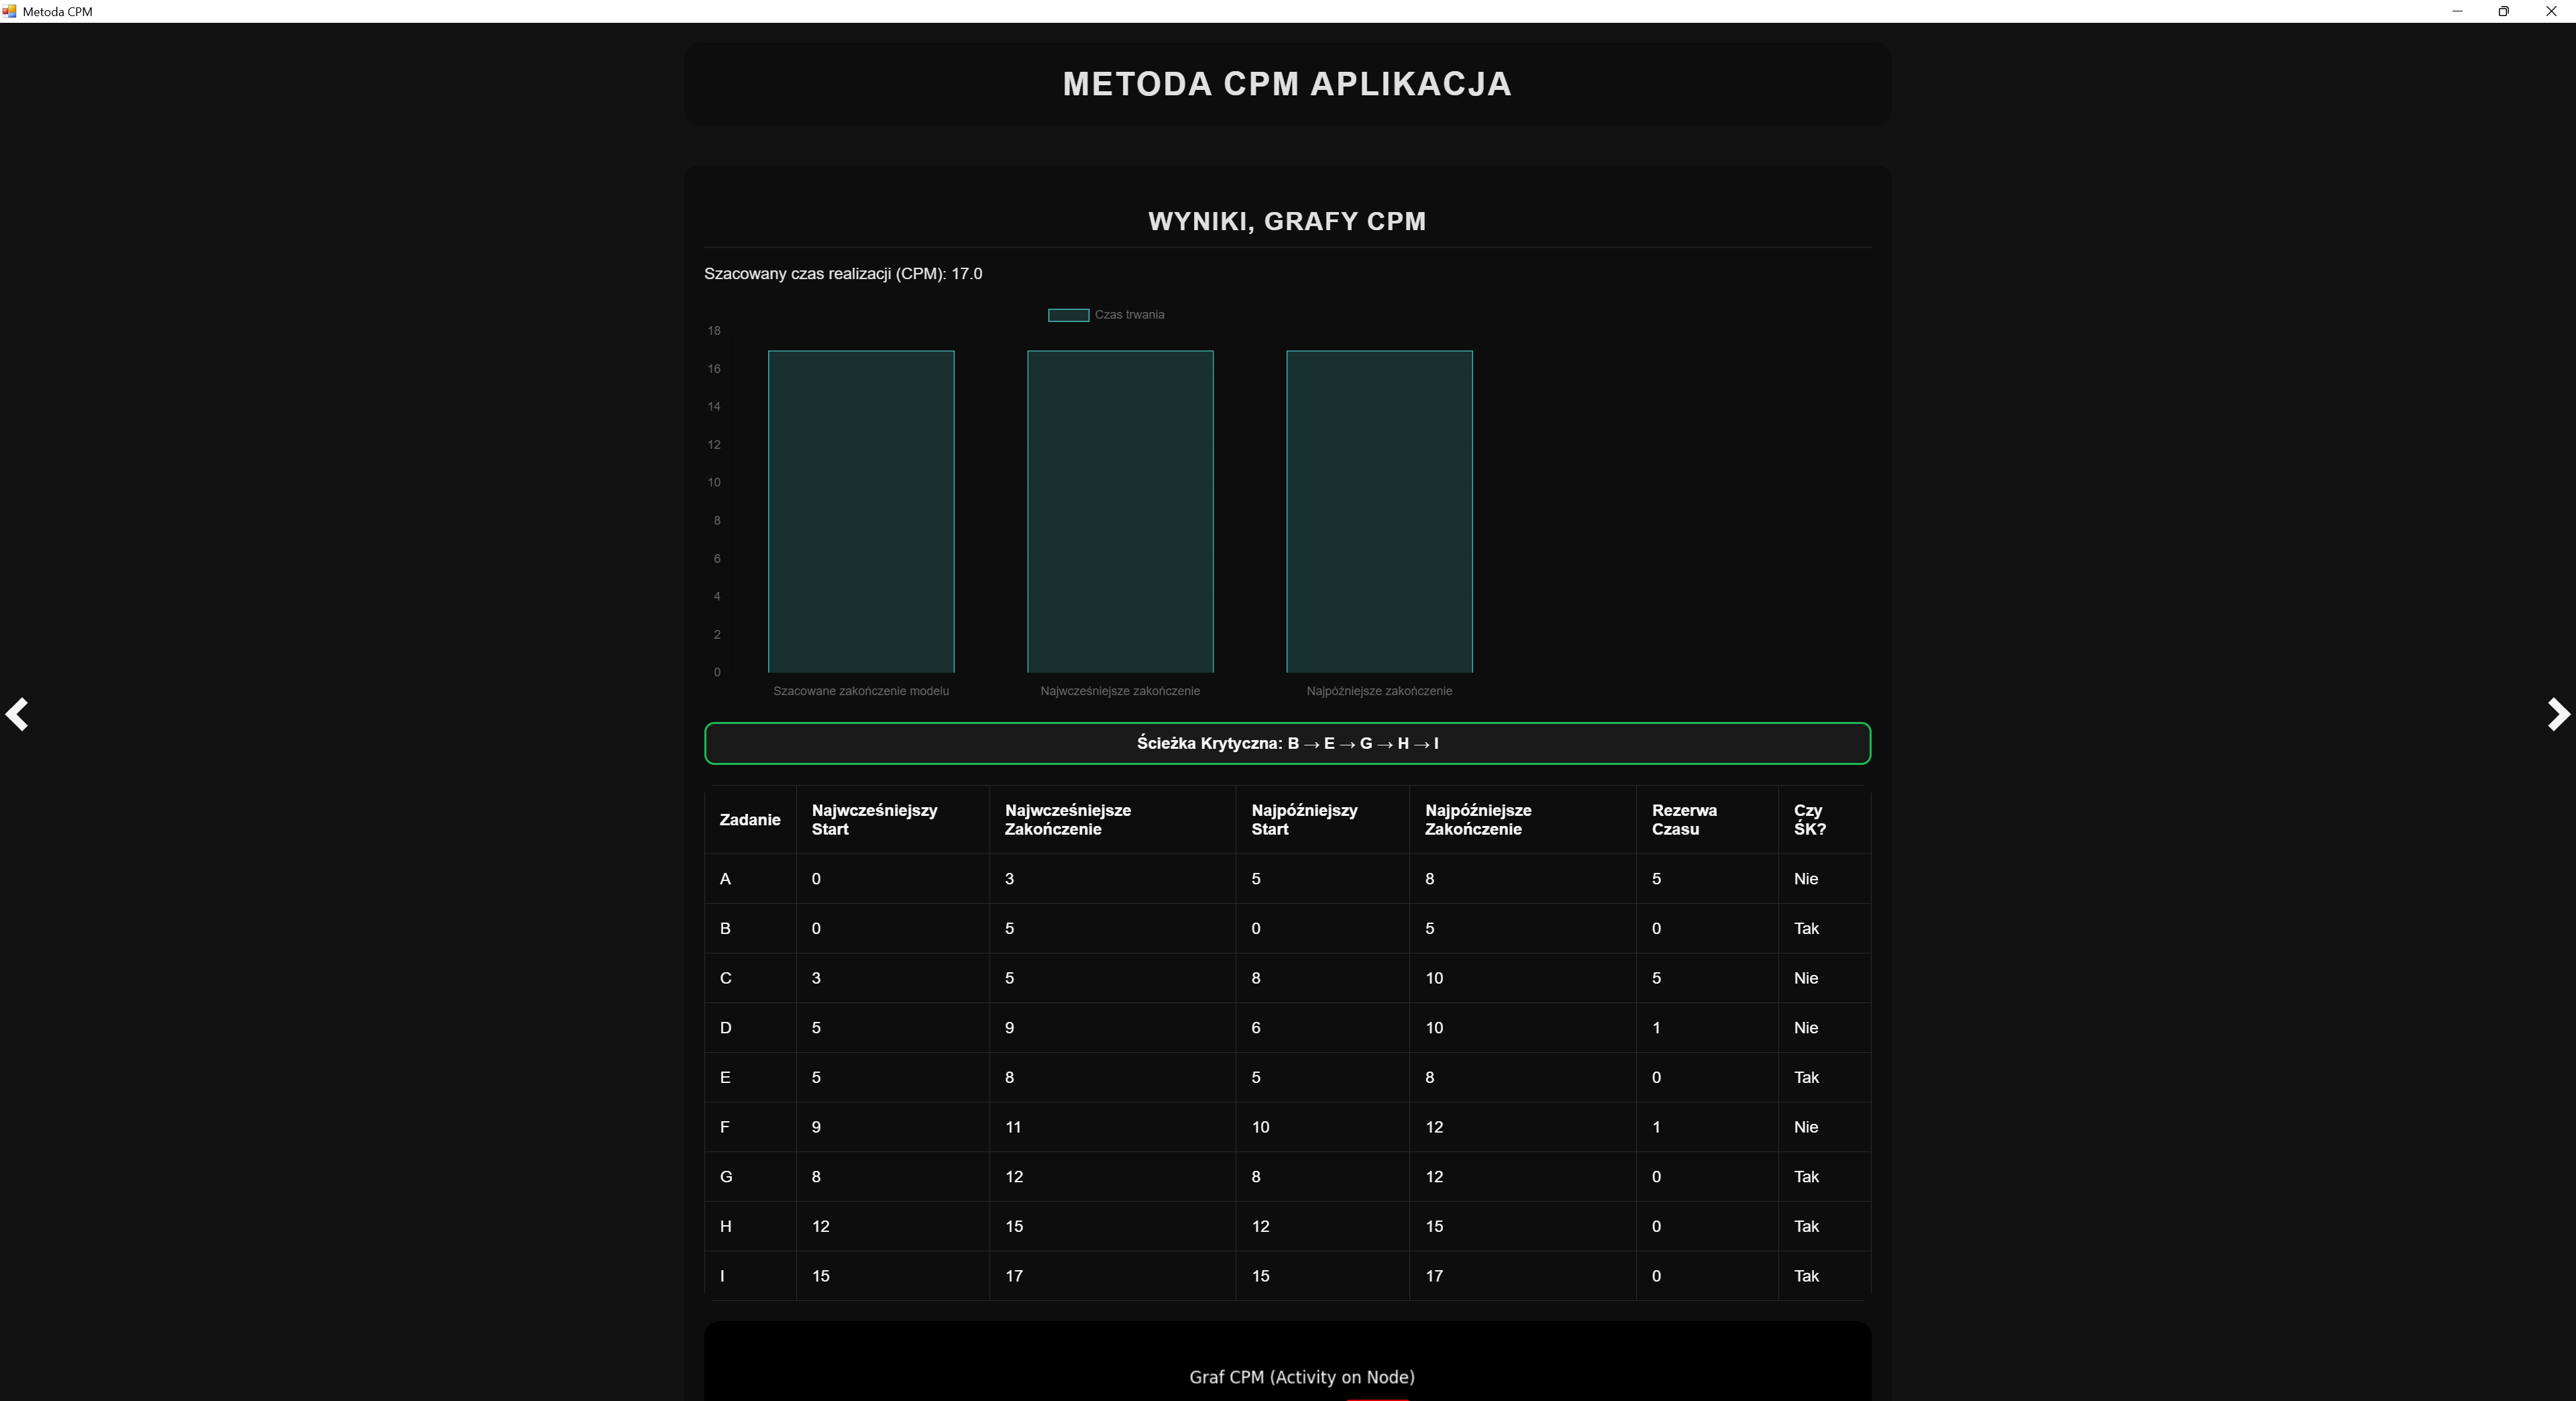 Metoda CPM
METODA CPM APLIKACJA
WYNIKI, GRAFY CPM
Szacowany czas realizacji (CPM): 17.0
Czas trwania
18
16
14
12
10
8
6
4
2
0
Szacowane zakończenie modelu Najwcześniejsze zakończenie Najpóźniejsze zakończenie
Ścieżka Krytyczna: B → E → G → H → I
Zadanie Najwcześniejszy Start Najwcześniejsze Zakończenie Najpóźniejszy Start Najpóźniejsze Zakończenie Rezerwa Czasu Czy ŚK?
A 0 3 5 8 5 Nie
B 0 5 0 5 0 Tak
C 3 5 8 10 5 Nie
D 5 9 6 10 1 Nie
E 5 8 5 8 0 Tak
F 9 11 10 12 1 Nie
G 8 12 8 12 0 Tak
H 12 15 12 15 0 Tak
I 15 17 15 17 0 Tak
Graf CPM (Activity on Node)